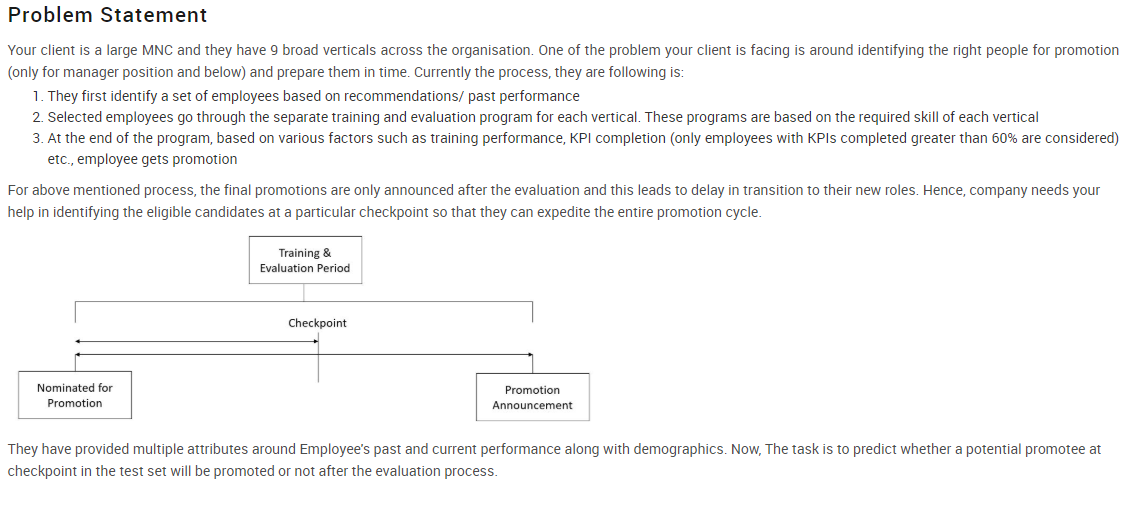 Problem Statement
Your client is a large MNC and they have 9 broad verticals across the organisation. One of the problem your client is facing is around identifying the right people for promotion
(only for manager position and below) and prepare them in time. Currently the process, they are following is:
1. They first identify a set of employees based on recommendations/ past performance
2. Selected employees go through the separate training and evaluation program for each vertical. These programs are based on the required skill of each vertical
3. At the end of the program, based on various factors such as training performance, KPI completion (only employees with KPIs completed greater than 60% are considered)
etc., employee gets promotion
For above mentioned process, the final promotions are only announced after the evaluation and this leads to delay in transition to their new roles. Hence, company needs your
help in identifying the eligible candidates at a particular checkpoint so that they can expedite the entire promotion cycle.
Training &
Evaluation Period
Checkpoint
Nominated for
Promotion
Promotion
Announcement
They have provided multiple attributes around Employee's past and current performance along with demographics. Now, The task is to predict whether a potential promotee at
checkpoint in the test set will be promoted or not after the evaluation process.